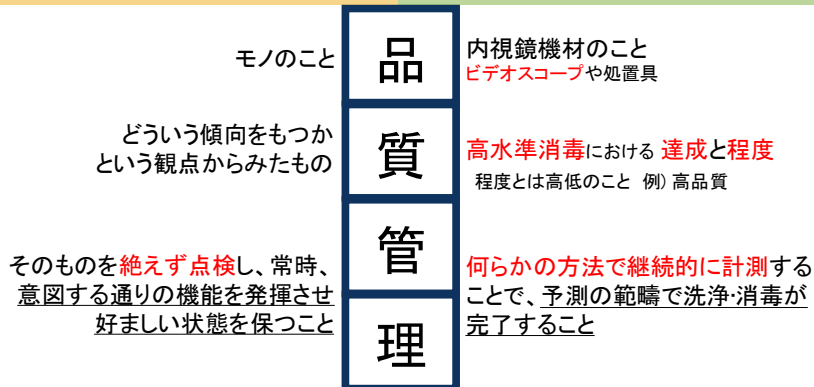 モノのこと
品
内視鏡機材のこと
ビデオスコープや処置具
どういう傾向をもつか
という観点からみたもの
質
高水準消毒における 達成と程度
程度とは高低のこと 例) 高品質
そのものを絶えず点検し、常時、
意図する通りの機能を発揮させ
好ましい状態を保つこと
管
理
何らかの方法で継続的に計測する
ことで、予測の範疇で洗浄・消毒が
完了すること